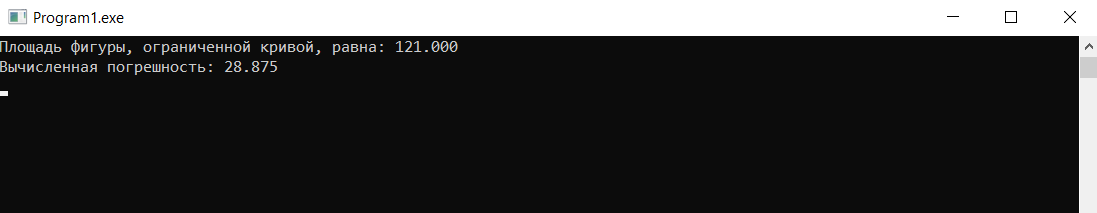 Program1.exe
Площадь фигуры, ограниченной кривой, равна: 121.000
Вычисленная погрешность: 28.875